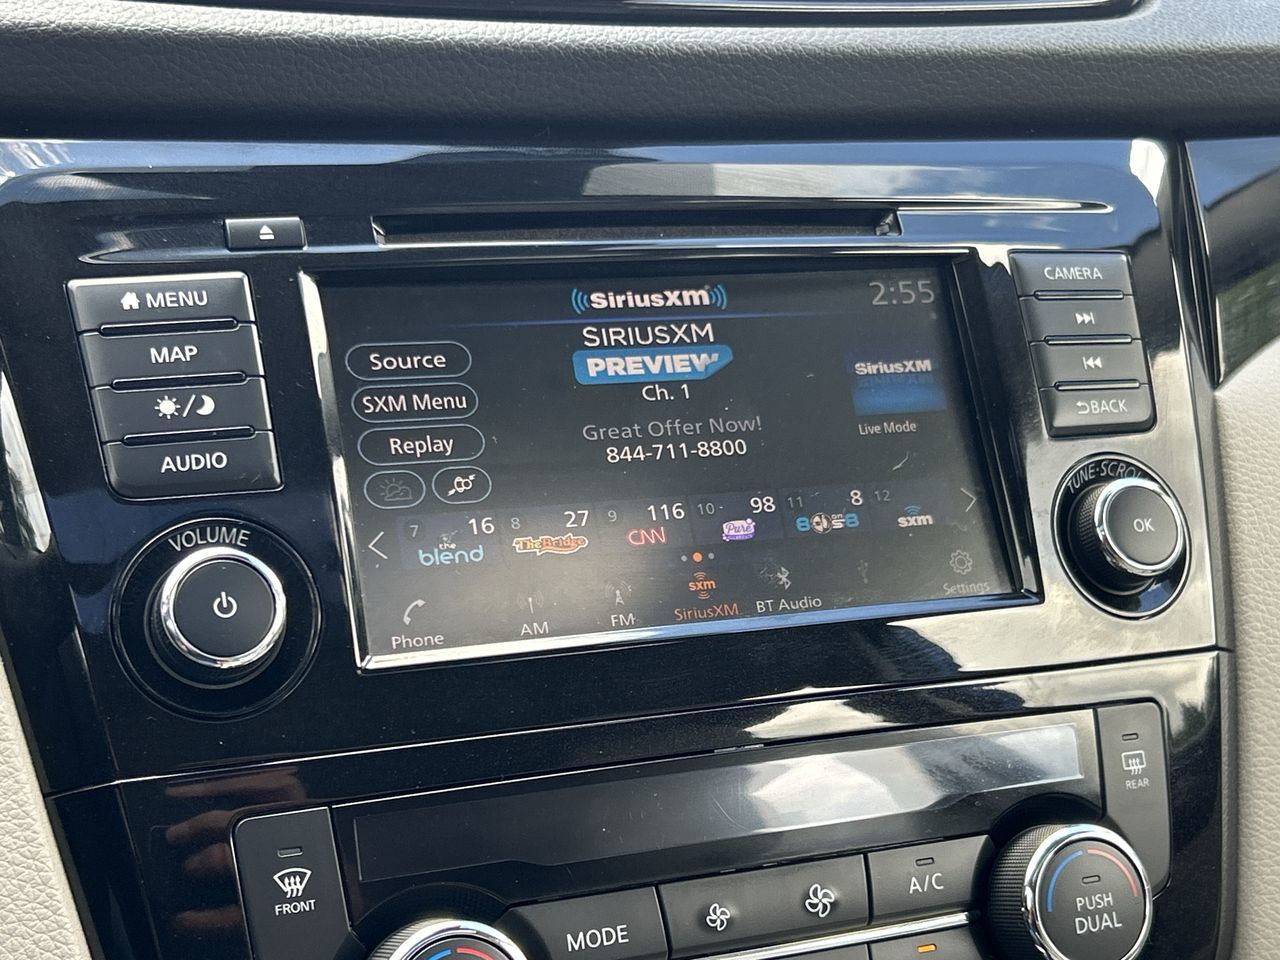 MENU
MAP
AUDIO
VOLUME
SiriusXM
2:55
SIRIUSXM
PREVIEW
Ch. 1
Great Offer Now!
844-711-8800
Source
SXM Menu
Replay
SiriusXM
Live Mode
7 16 8 27 9 116 10 98 11 8 12
the blend
The Bridge
CNN
Pure
80s on 8
sxm
Phone
AM
FM
sxm
SiriusXM
BT Audio
Settings
CAMERA
BACK
TUNE·SCROLL
OK
FRONT
MODE
A/C
PUSH
DUAL
REAR